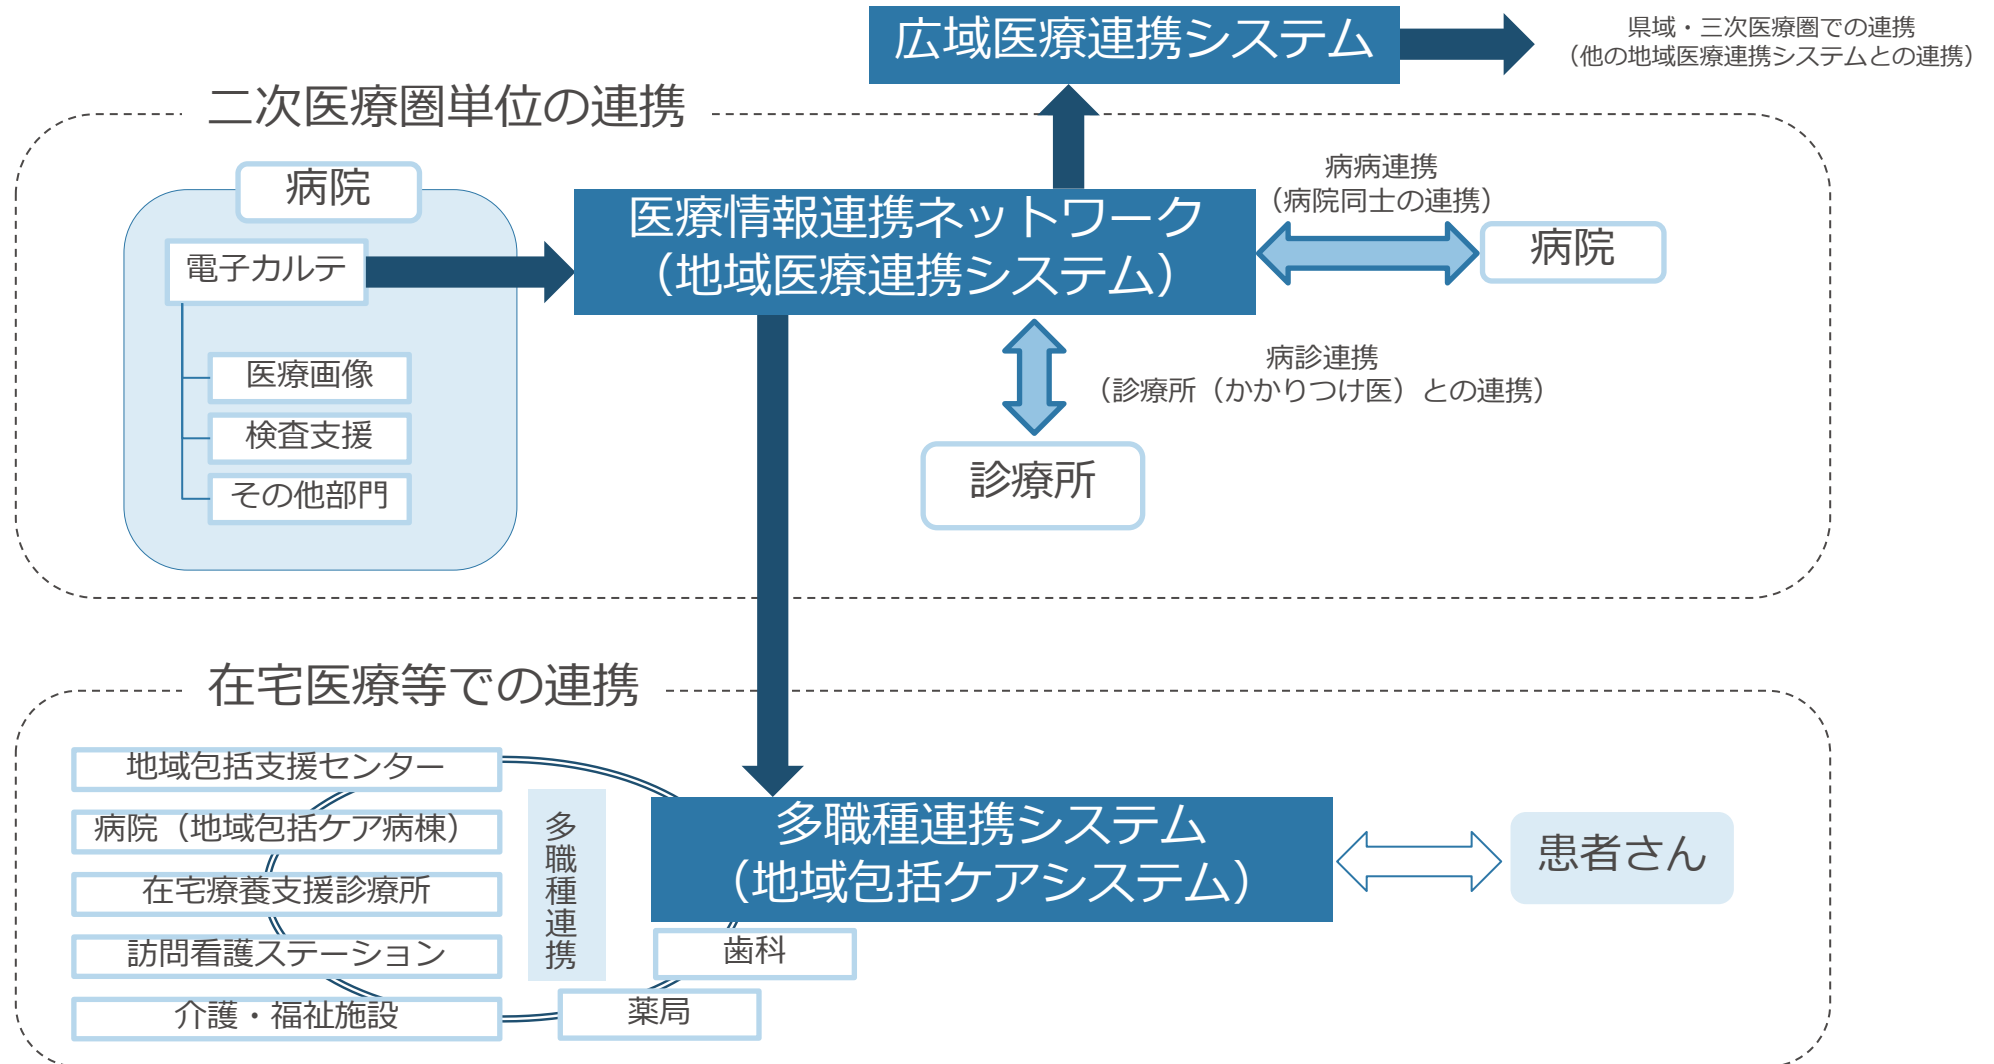 広域医療連携システム
県域・三次医療圏での連携
（他の地域医療連携システムとの連携）
二次医療圏単位の連携
病院
電子カルテ
医療画像
検査支援
その他部門
医療情報連携ネットワーク
（地域医療連携システム）
病病連携
（病院同士の連携）
病院
病診連携
（診療所（かかりつけ医）との連携）
診療所
在宅医療等での連携
地域包括支援センター
病院（地域包括ケア病棟）
在宅療養支援診療所
訪問看護ステーション
介護・福祉施設
多職種連携
多職種連携システム
（地域包括ケアシステム）
歯科
薬局
患者さん